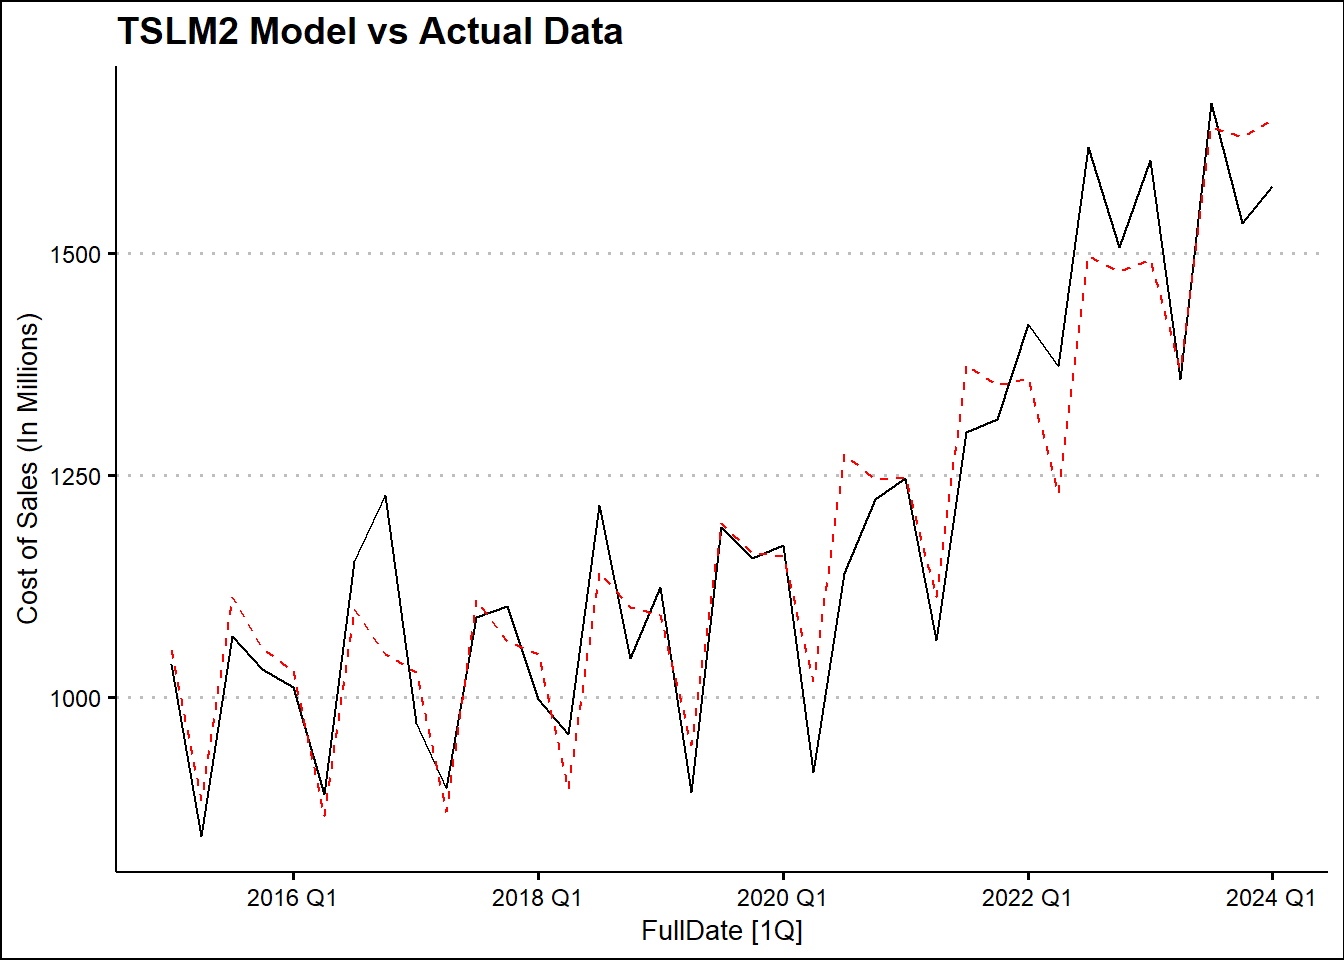 TSLM2 Model vs Actual Data
Cost of Sales (In Millions)
1500
1250
1000
2016 Q1
2018 Q1
2020 Q1
2022 Q1
2024 Q1
FullDate [1Q]